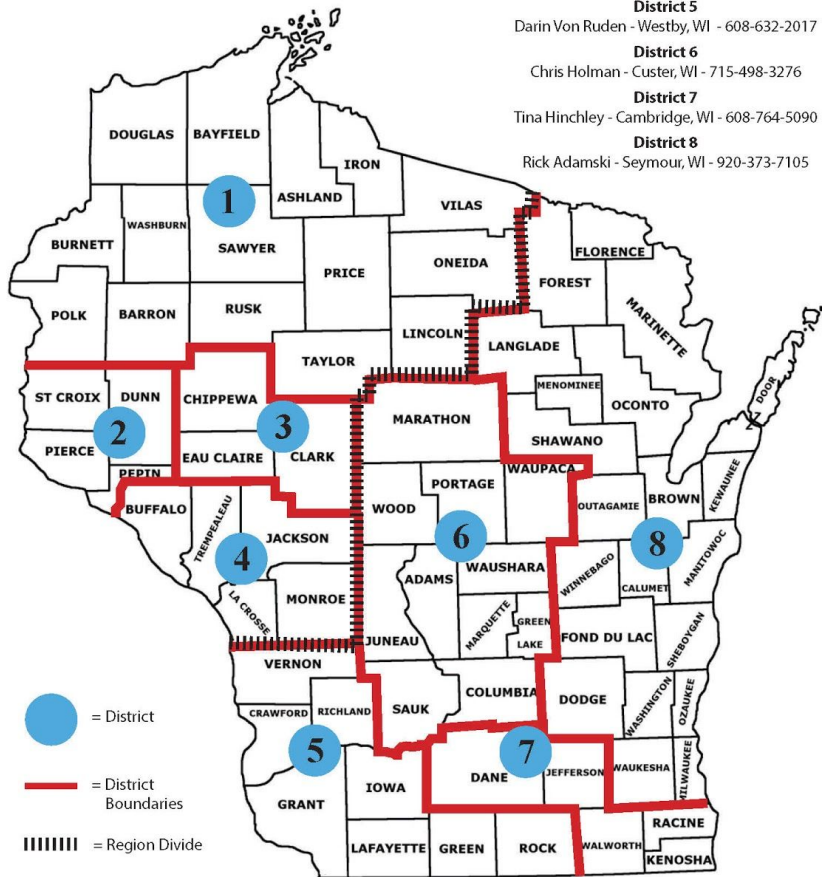 District 5
Darin Von Ruden - Westby, WI - 608-632-2017
District 6
Chris Holman - Custer, WI - 715-498-3276
District 7
Tina Hinchley - Cambridge, WI - 608-764-5090
District 8
Rick Adamski - Seymour, WI - 920-373-7105
DOUGLAS
BAYFIELD
IRON
ASHLAND
VILAS
1
WASHBURN
BURNETT
SAWYER
FLORENCE
ONEIDA
PRICE
FOREST
POLK
BARRON
RUSK
MARINETTE
LINCOLN
LANGLADE
TAYLOR
DOOR
ST CROIX
DUNN
CHIPPEWA
MENOMINEE
OCONTO
MARATHON
2
3
SHAWANO
PIERCE
EAU CLAIRE
CLARK
PEPIN
WAUPACA
PORTAGE
BUFFALO
WOOD
OUTAGAMIE
BROWN
KEWAUNEE
TREMPEALEAU
JACKSON
6
8
4
ADAMS
WAUSHARA
WINNEBAGO
CALUMET
MANITOWOC
LA CROSSE
MONROE
MARQUETTE
GREEN
LAKE
JUNEAU
FOND DU LAC
SHEBOYGAN
VERNON
COLUMBIA
DODGE
WASHINGTON
OZAUKEE
CRAWFORD
RICHLAND
SAUK
= District
5
7
DANE
JEFFERSON
WAUKESHA
MILWAUKEE
= District
Boundaries
IOWA
GRANT
RACINE
= Region Divide
LAFAYETTE
GREEN
ROCK
WALWORTH
KENOSHA